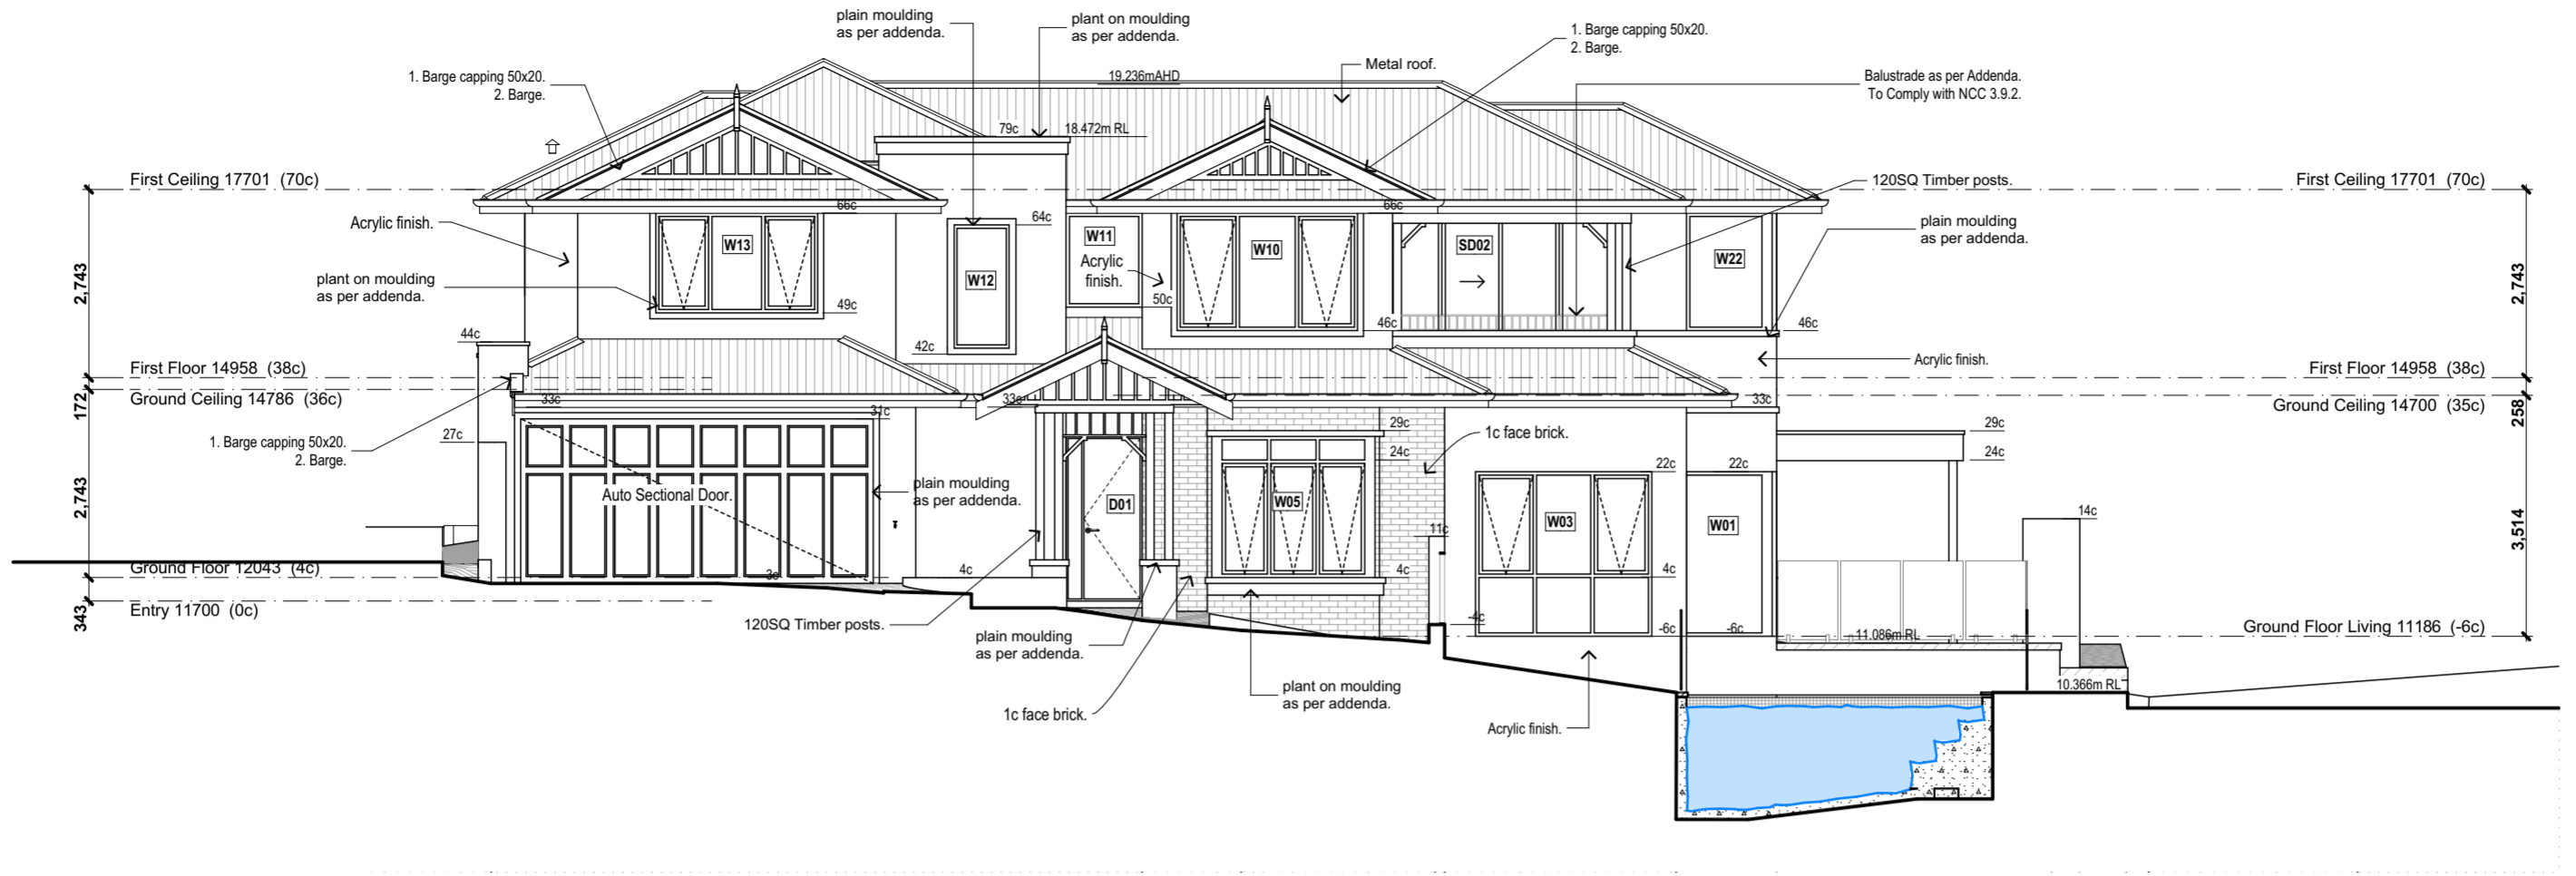 plain moulding
as per addenda.
plant on moulding
as per addenda.
1. Barge capping 50x20.
2. Barge.
1. Barge capping 50x20.
2. Barge.
19.236mAHD
Metal roof.
Balustrade as per Addenda.
To Comply with NCC 3.9.2.
79c
18.472m RL
First Ceiling 17701 (70c)
120SQ Timber posts.
First Ceiling 17701 (70c)
66c
66c
Acrylic finish.
64c
W13
W11
W10
SD02
W22
plain moulding
as per addenda.
Acrylic
finish.
W12
plant on moulding
as per addenda.
2,743
2,743
49c
50c
44c
42c
46c
46c
Acrylic finish.
First Floor 14958 (38c)
First Floor 14958 (38c)
172
Ground Ceiling 14786 (36c)
33c
31c
33c
33c
Ground Ceiling 14700 (35c)
258
1. Barge capping 50x20.
2. Barge.
27c
29c
24c
1c face brick.
29c
24c
22c
22c
2,743
Auto Sectional Door.
plain moulding
as per addenda.
D01
W05
W03
W01
14c
11c
3,514
Ground Floor 12043 (4c)
3c
4c
4c
4c
343
Entry 11700 (0c)
120SQ Timber posts.
-4c
-6c
-6c
11.086m RL
Ground Floor Living 11186 (-6c)
plain moulding
as per addenda.
plant on moulding
as per addenda.
10.366m RL
1c face brick.
Acrylic finish.